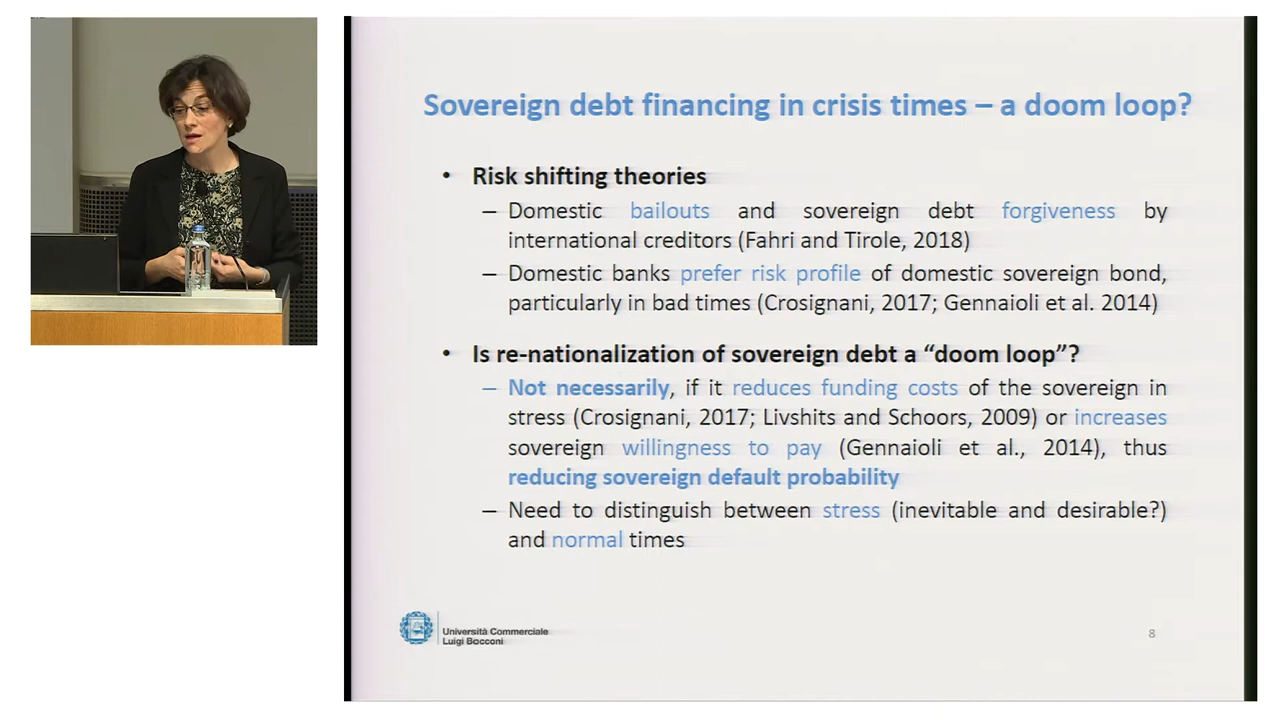 Sovereign debt financing in crisis times – a doom loop?
• Risk shifting theories
– Domestic bailouts and sovereign debt forgiveness by
international creditors (Fahri and Tirole, 2018)
– Domestic banks prefer risk profile of domestic sovereign bond,
particularly in bad times (Crosignani, 2017; Gennaioli et al. 2014)
• Is re-nationalization of sovereign debt a “doom loop”?
– Not necessarily, if it reduces funding costs of the sovereign in
stress (Crosignani, 2017; Livshits and Schoors, 2009) or increases
sovereign willingness to pay (Gennaioli et al., 2014), thus
reducing sovereign default probability
– Need to distinguish between stress (inevitable and desirable?)
and normal times
Università Commerciale
Luigi Bocconi
8